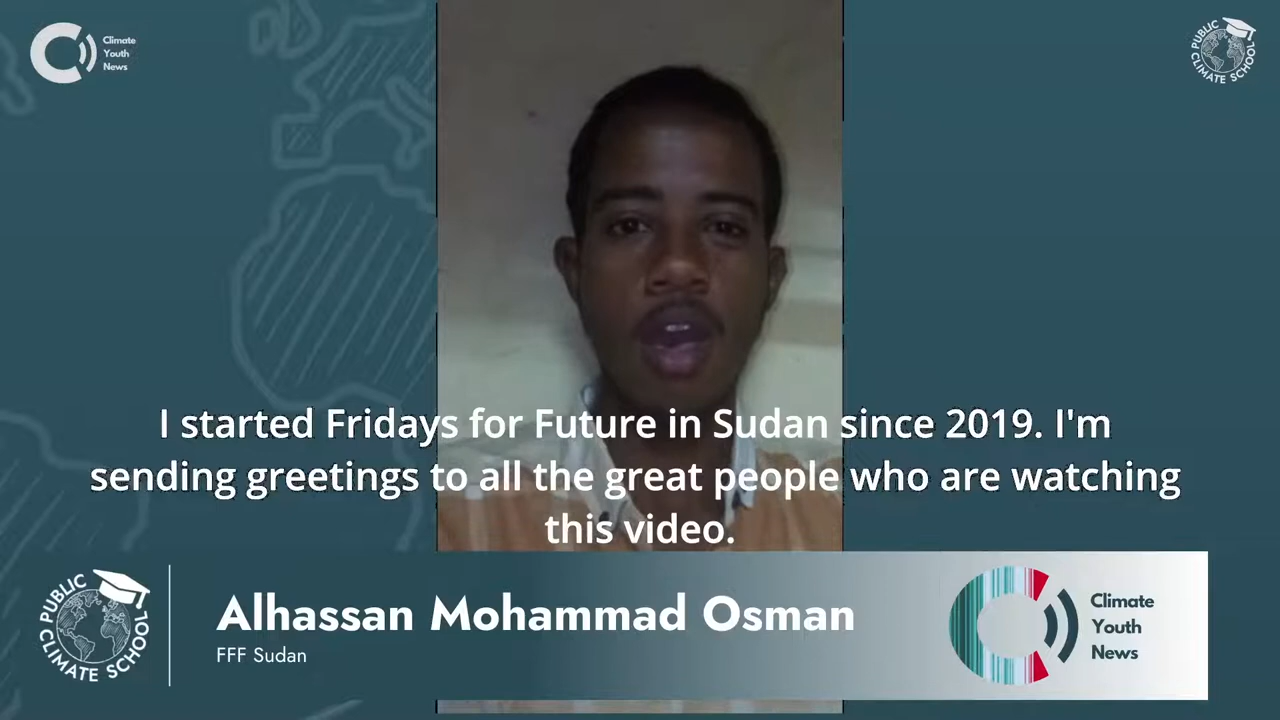 Climate
Youth
News
PUBLIC
CLIMATE SCHOOL
I started Fridays for Future in Sudan since 2019. I'm
sending greetings to all the great people who are watching
this video.
PUBLIC
CLIMATE SCHOOL
Alhassan Mohammad Osman
FFF Sudan
Climate
Youth
News